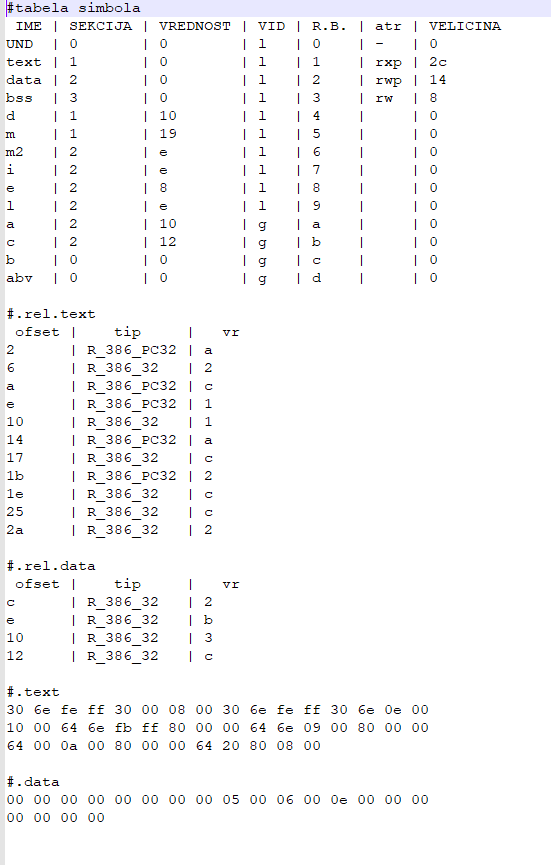 #tabela simbola
IME | SEKCIJA | VREDNOST | VID | R.B. | atr | VELICINA
UND | 0 | 0 | l | 0 | - | 0
text | 1 | 0 | l | 1 | rxp | 2c
data | 2 | 0 | l | 2 | rwp | 14
bss | 3 | 0 | l | 3 | rw | 8
d | 1 | 10 | l | 4 | | 0
m | 1 | 19 | l | 5 | | 0
m2 | 2 | e | l | 6 | | 0
i | 2 | e | l | 7 | | 0
e | 2 | 8 | l | 8 | | 0
l | 2 | e | l | 9 | | 0
a | 2 | 10 | g | a | | 0
c | 2 | 12 | g | b | | 0
b | 0 | 0 | g | c | | 0
abv | 0 | 0 | g | d | | 0
#.rel.text
ofset | tip | vr
2 | R_386_PC32 | a
6 | R_386_32 | 2
a | R_386_PC32 | c
e | R_386_PC32 | 1
10 | R_386_32 | 1
14 | R_386_PC32 | a
17 | R_386_32 | c
1b | R_386_PC32 | 2
1e | R_386_32 | c
25 | R_386_32 | c
2a | R_386_32 | 2
#.rel.data
ofset | tip | vr
c | R_386_32 | 2
e | R_386_32 | b
10 | R_386_32 | 3
12 | R_386_32 | c
#.text
30 6e fe ff 30 00 08 00 30 6e fe ff 30 6e 0e 00
10 00 64 6e fb ff 80 00 00 64 6e 09 00 80 00 00
64 00 0a 00 80 00 00 64 20 80 08 00
#.data
00 00 00 00 00 00 00 00 05 00 06 00 0e 00 00 00
00 00 00 00